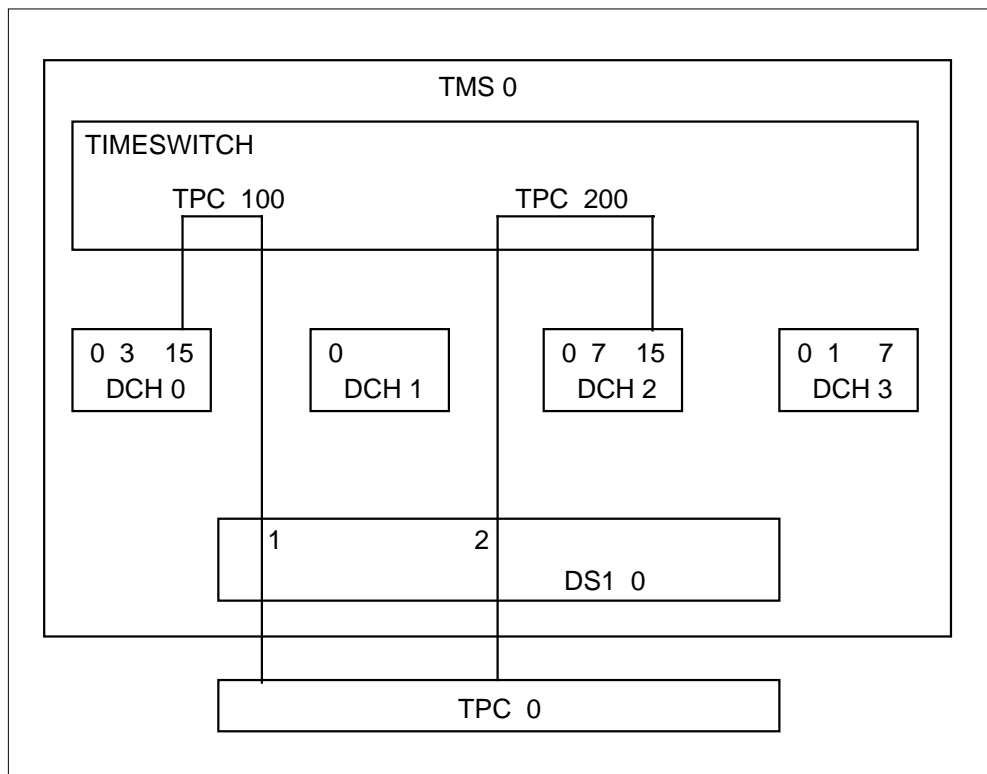 TMS 0
TIMESWITCH
TPC 100 TPC 200
0 3 15 0 0 7 15 0 1 7
DCH 0 DCH 1 DCH 2 DCH 3
1 2
DS1 0
TPC 0